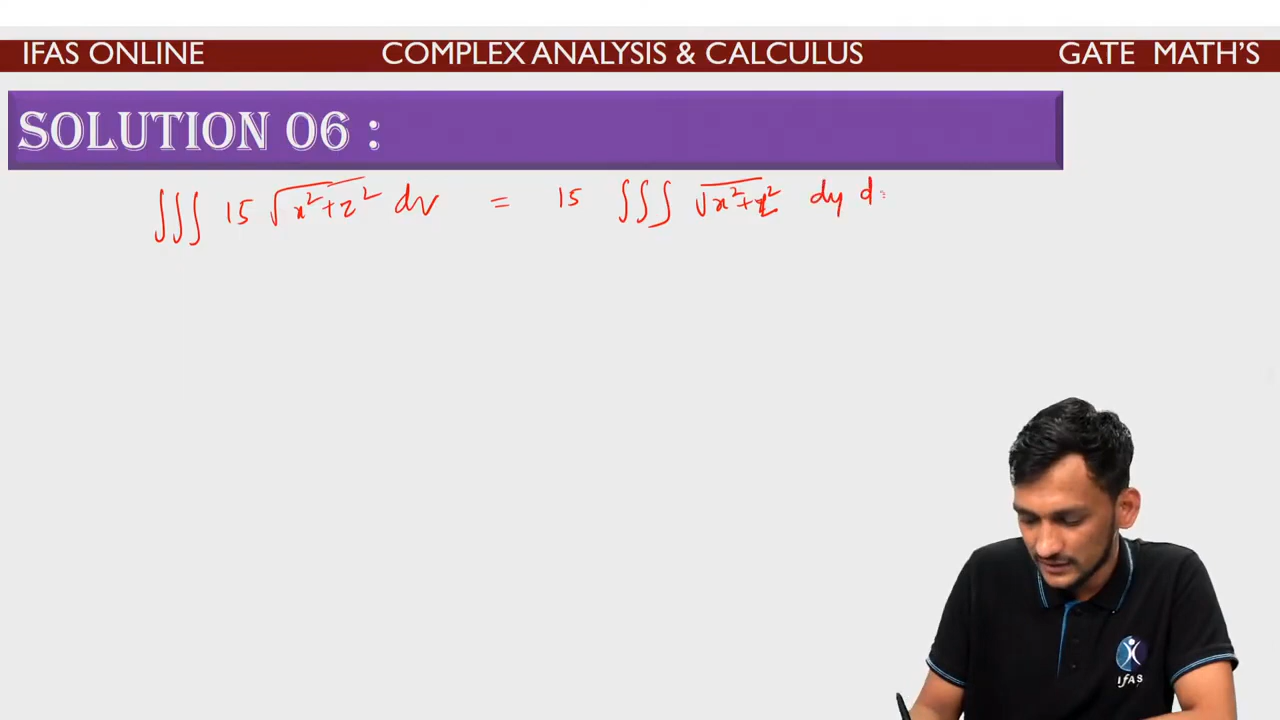 IFAS ONLINE COMPLEX ANALYSIS & CALCULUS GATE MATH'S
SOLUTION 06 :
∭ 15 √x²+z² dv = 15 ∭ √x²+z² dy d
IFAS